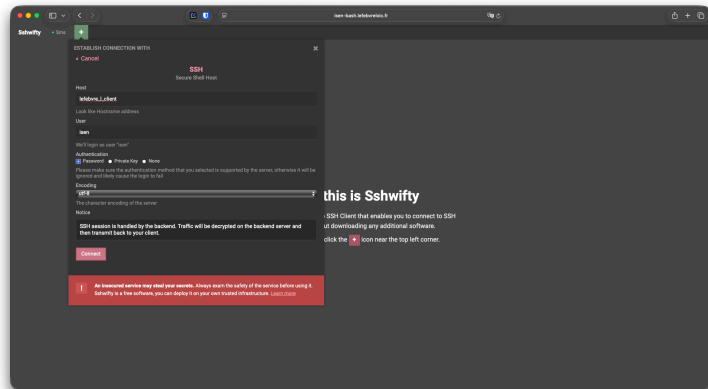 isen-bash.lefebvreloic.fr
Sshwifty
5ms
+
ESTABLISH CONNECTION WITH
Cancel
SSH
Secure Shell Host
Host
lefebvre_l_client
Look like Hostname address
User
isen
We'll login as user "isen"
Authentication
Password Private Key None
Please make sure the authentication method that you selected is supported by the server, otherwise it will be
ignored and likely cause the login to fail
Encoding
utf-8
The character encoding of the server
Notice
SSH session is handled by the backend. Traffic will be decrypted on the backend server and
then transmit back to your client.
Connect
! An insecured service may steal your secrets. Always exam the safety of the service before using it.
Sshwifty is a free software, you can deploy it on your own trusted infrastructure. Learn more
this is Sshwifty
SSH Client that enables you to connect to SSH
ut downloading any additional software.
click the + icon near the top left corner.